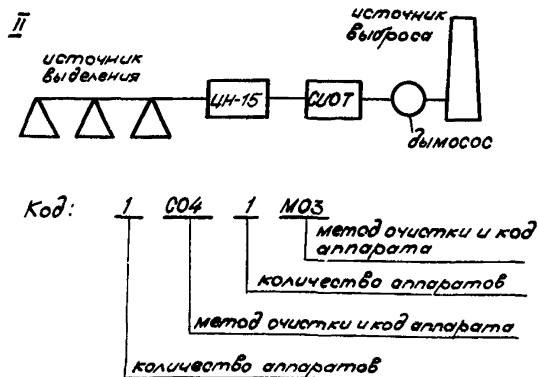 II
источник
выделения
источник
выброса
ЦН-15
СИОТ
дымосос
Код: 1 С04 1 М03
метод очистки и код
аппарата
количество аппаратов
метод очистки и код аппарата
количество аппаратов